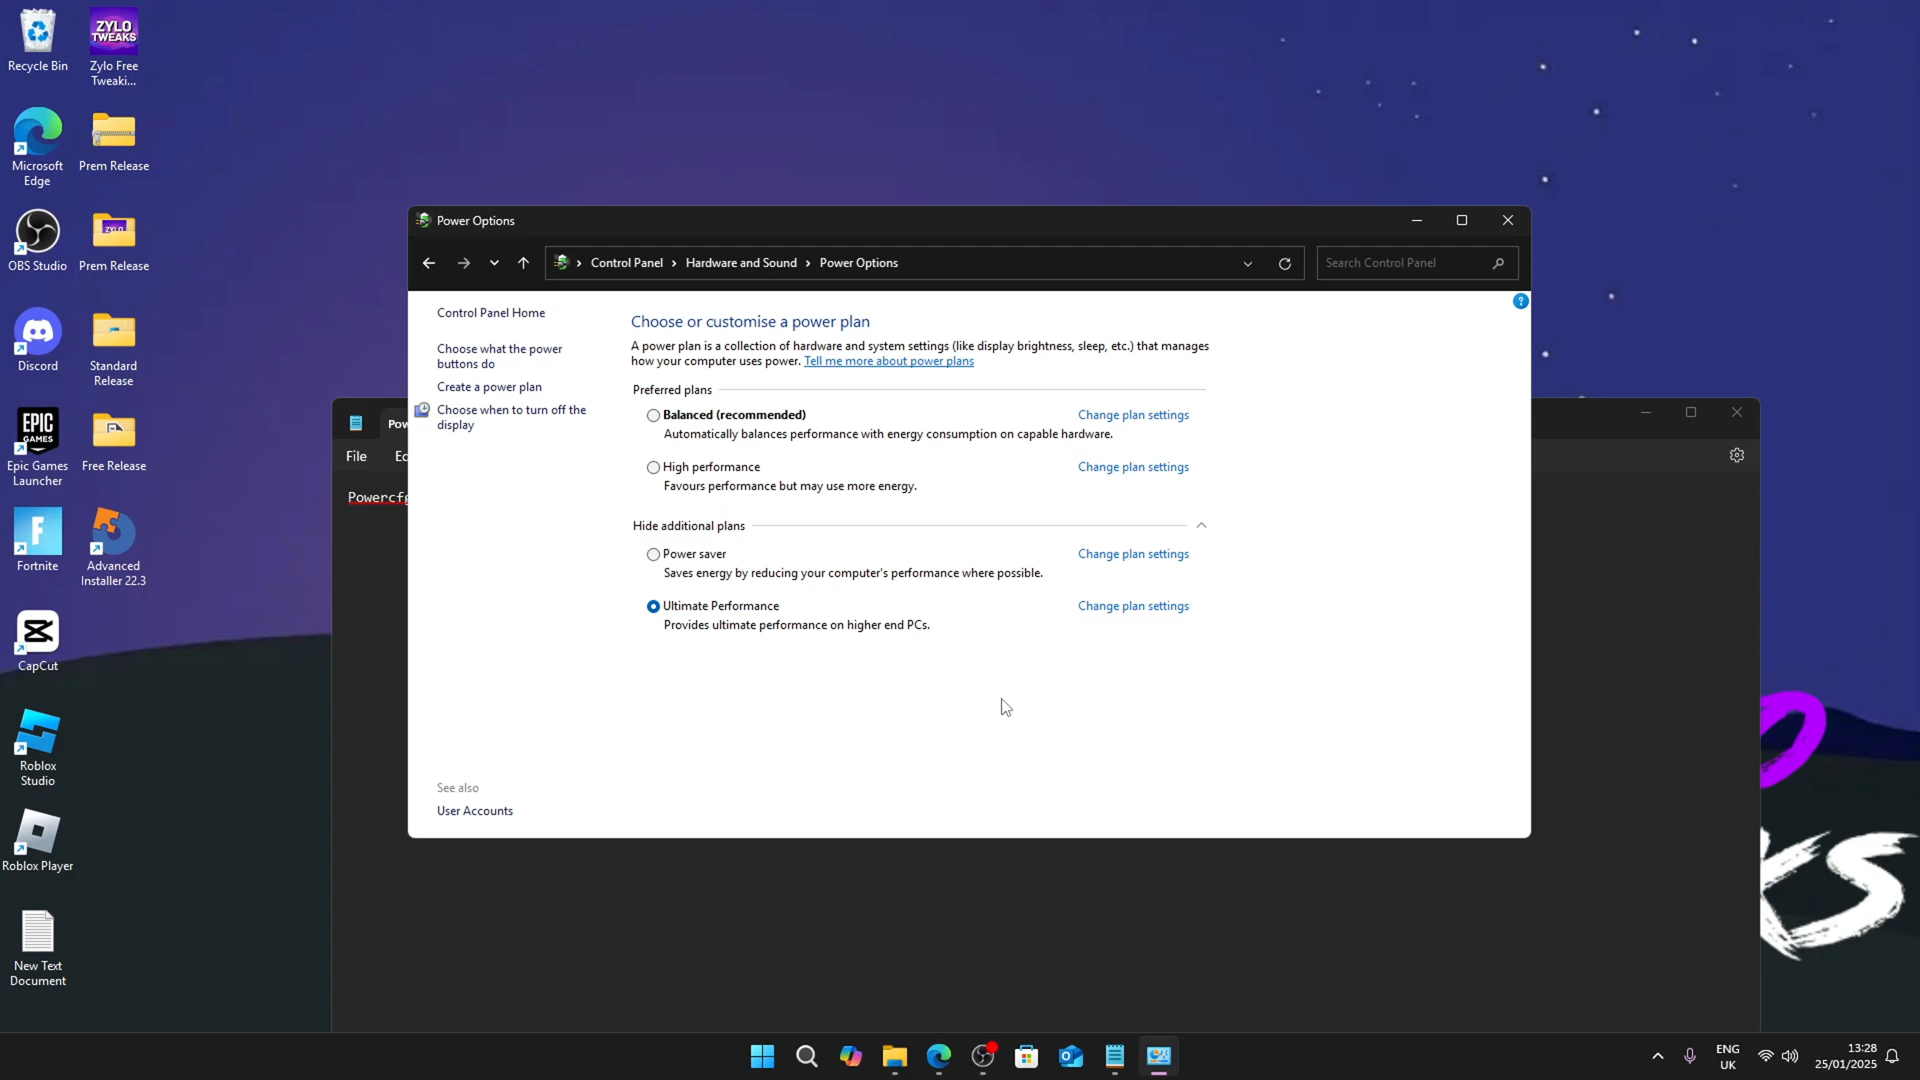 Recycle Bin
ZYLO
TWEAKS
Zylo Free
Tweaki...
Microsoft
Edge
Prem Release
OBS Studio
ZYLO
Prem Release
Discord
Standard
Release
EPIC
GAMES
Epic Games
Launcher
Free Release
Fortnite
Advanced
Installer 22.3
CapCut
Roblox
Studio
Roblox Player
New Text
Document
Power Options
Control Panel > Hardware and Sound > Power Options
Search Control Panel
Control Panel Home
Choose what the power
buttons do
Create a power plan
Choose when to turn off the
display
See also
User Accounts
Choose or customise a power plan
A power plan is a collection of hardware and system settings (like display brightness, sleep, etc.) that manages
how your computer uses power. Tell me more about power plans
Preferred plans
Balanced (recommended) Change plan settings
Automatically balances performance with energy consumption on capable hardware.
High performance Change plan settings
Favours performance but may use more energy.
Hide additional plans
Power saver Change plan settings
Saves energy by reducing your computer's performance where possible.
Ultimate Performance Change plan settings
Provides ultimate performance on higher end PCs.
Pow
File Ec
Powercfg
KS
ENG
UK
13:28
25/01/2025